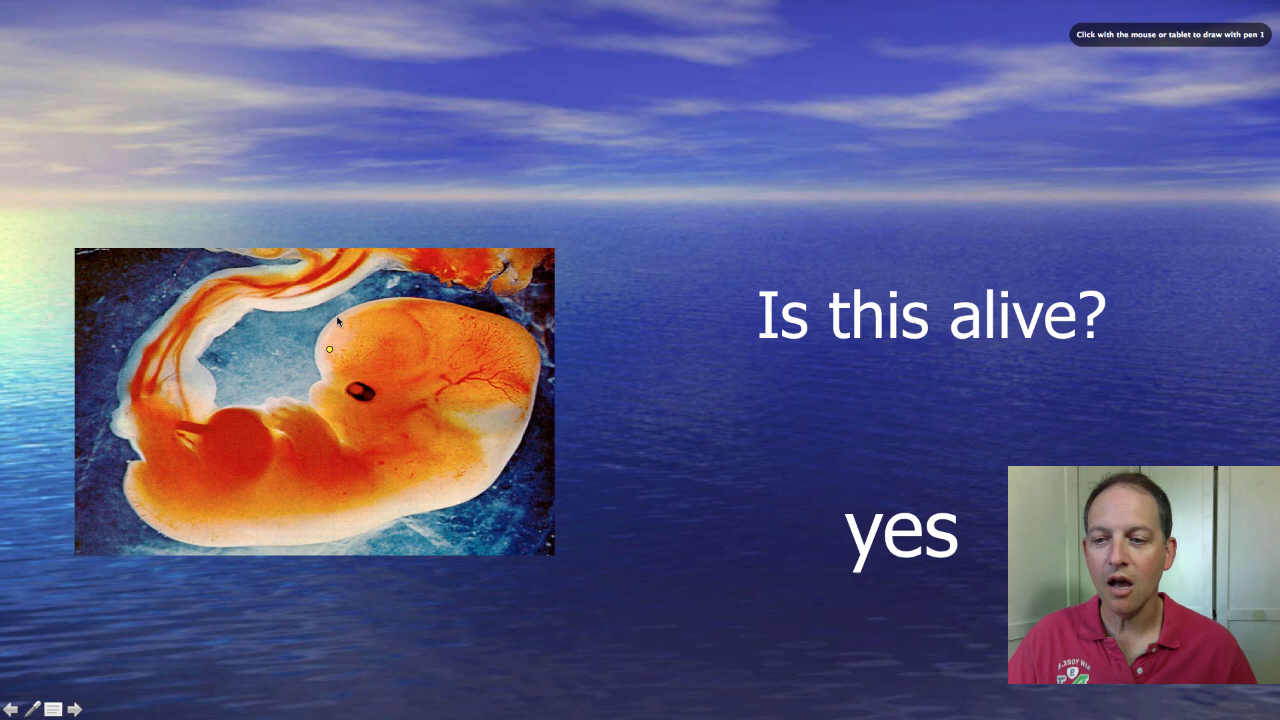 Click with the mouse or tablet to draw with pen 1
Is this alive?
yes